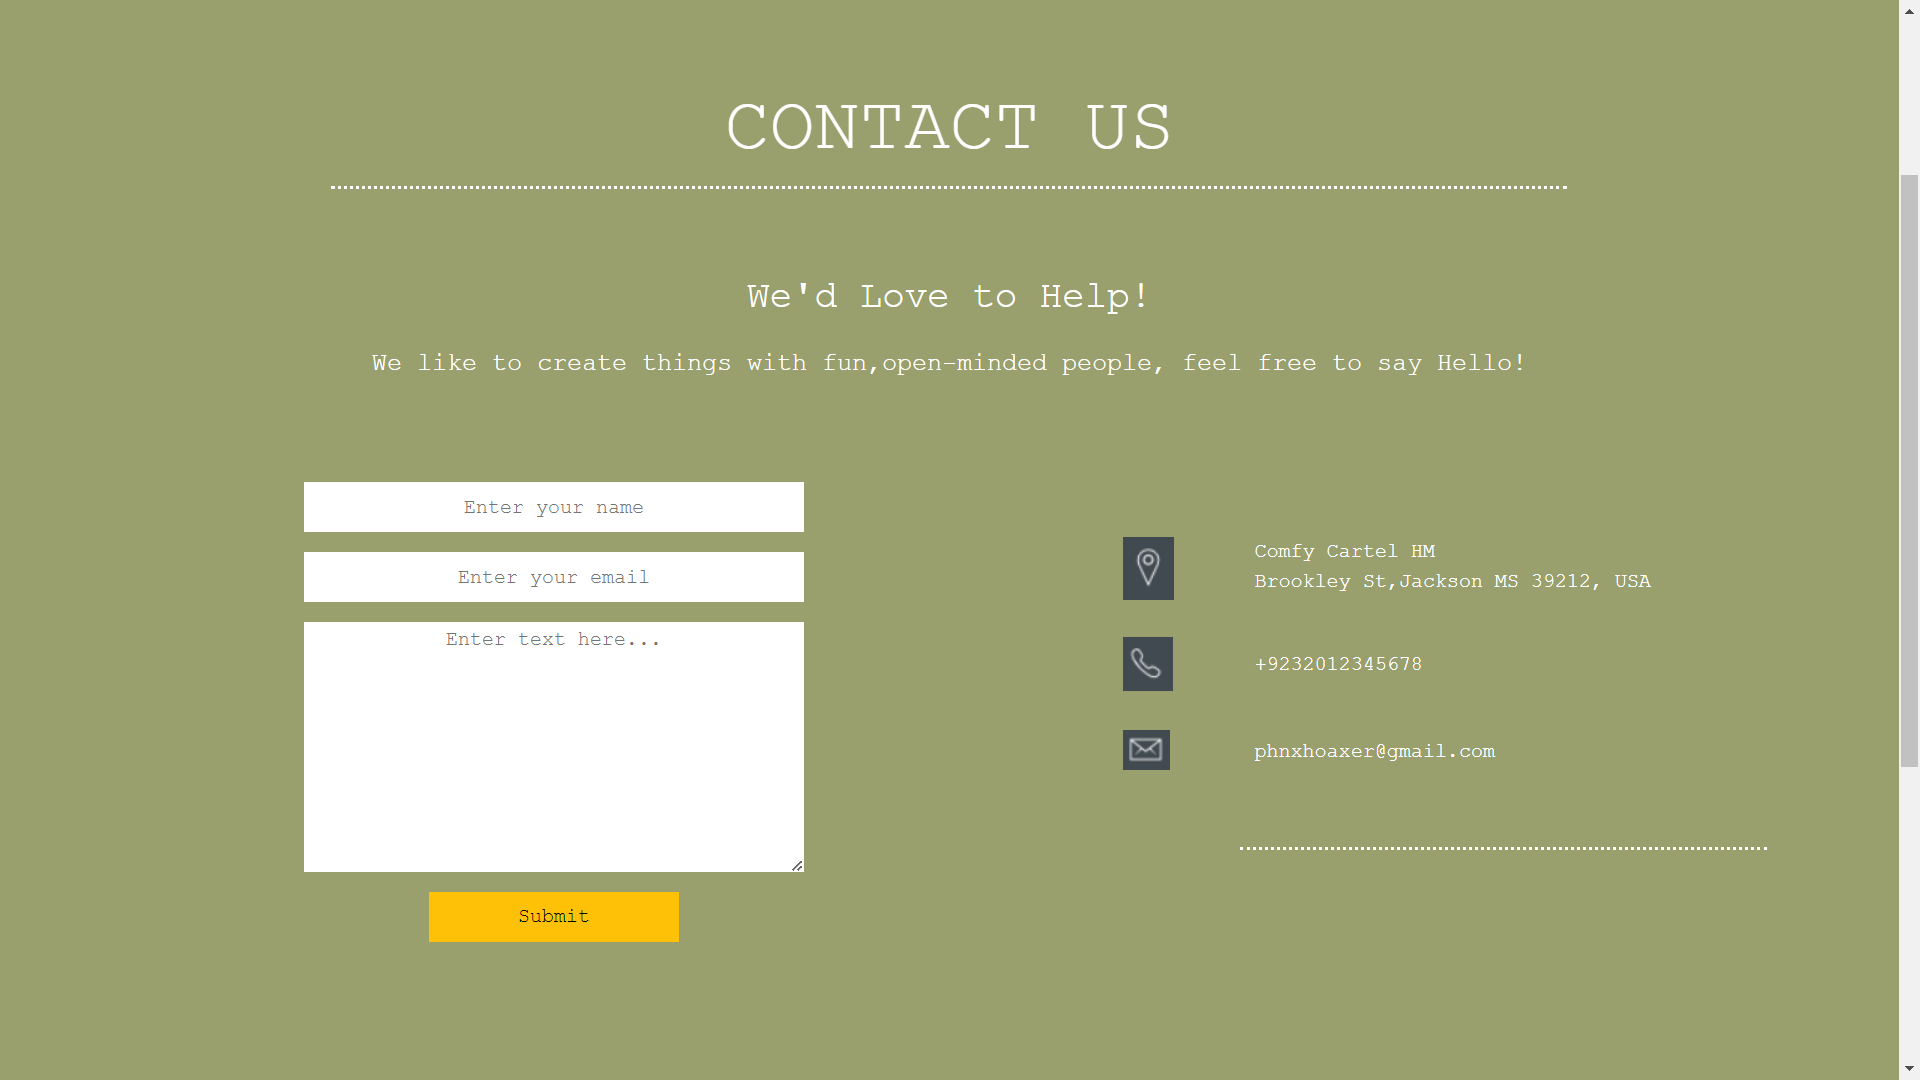 CONTACT US
We'd Love to Help!
We like to create things with fun,open-minded people, feel free to say Hello!
Enter your name
Enter your email
Enter text here...
Submit
Comfy Cartel HM
Brookley St,Jackson MS 39212, USA
+9232012345678
phnxhoaxer@gmail.com